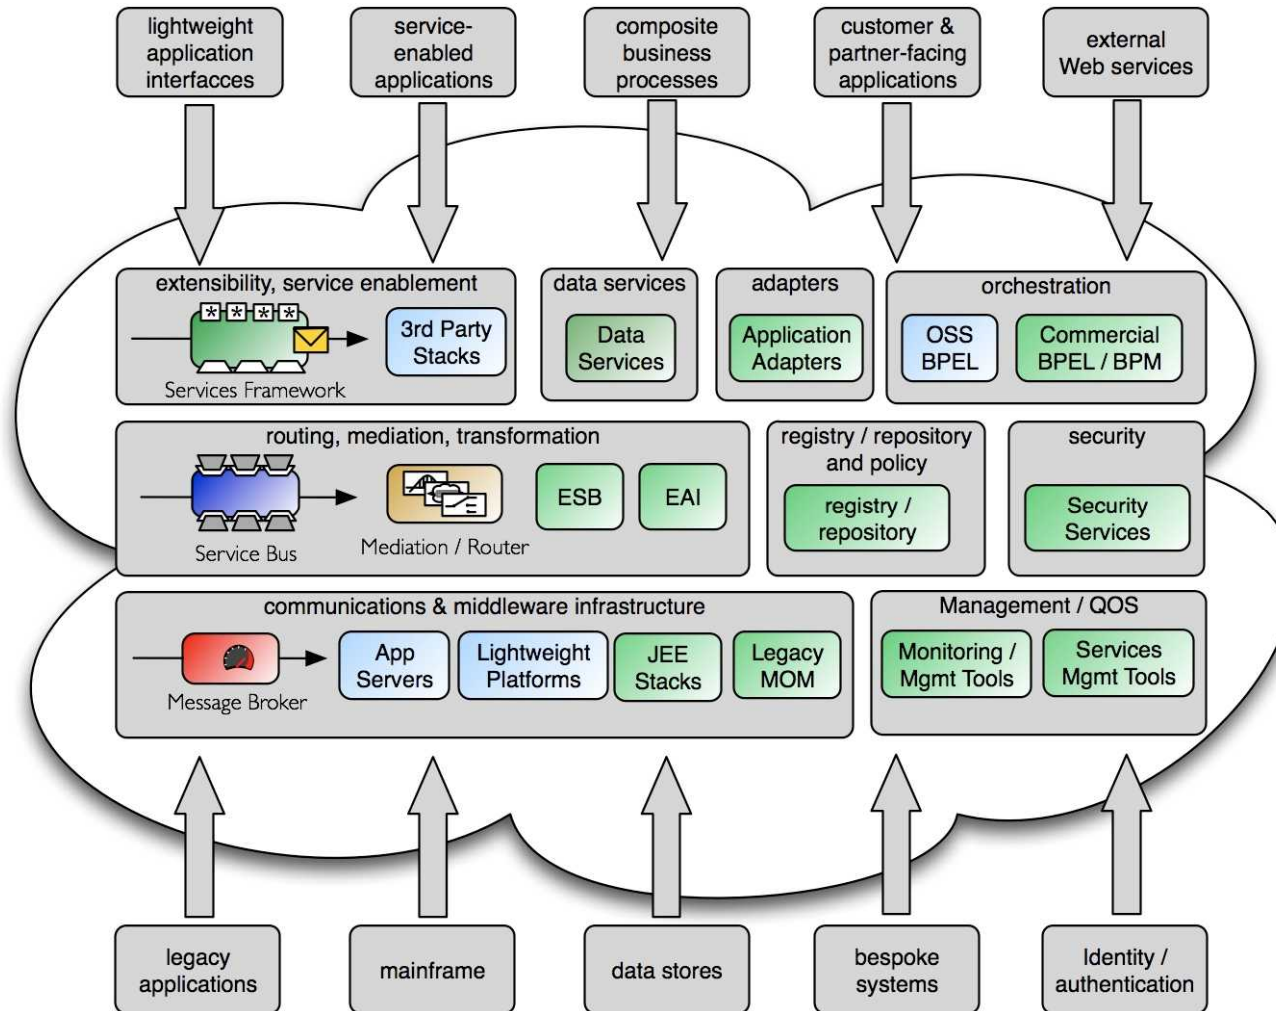 lightweight
application
interfacces
service-
enabled
applications
composite
business
processes
customer &
partner-facing
applications
external
Web services
extensibility, service enablement
* * * *
Services Framework
3rd Party
Stacks
data services
Data
Services
adapters
Application
Adapters
orchestration
OSS
BPEL
Commercial
BPEL / BPM
routing, mediation, transformation
Service Bus
Mediation / Router
ESB
EAI
registry / repository
and policy
registry /
repository
security
Security
Services
communications & middleware infrastructure
Message Broker
App
Servers
Lightweight
Platforms
JEE
Stacks
Legacy
MOM
Management / QOS
Monitoring /
Mgmt Tools
Services
Mgmt Tools
legacy
applications
mainframe
data stores
bespoke
systems
Identity /
authentication